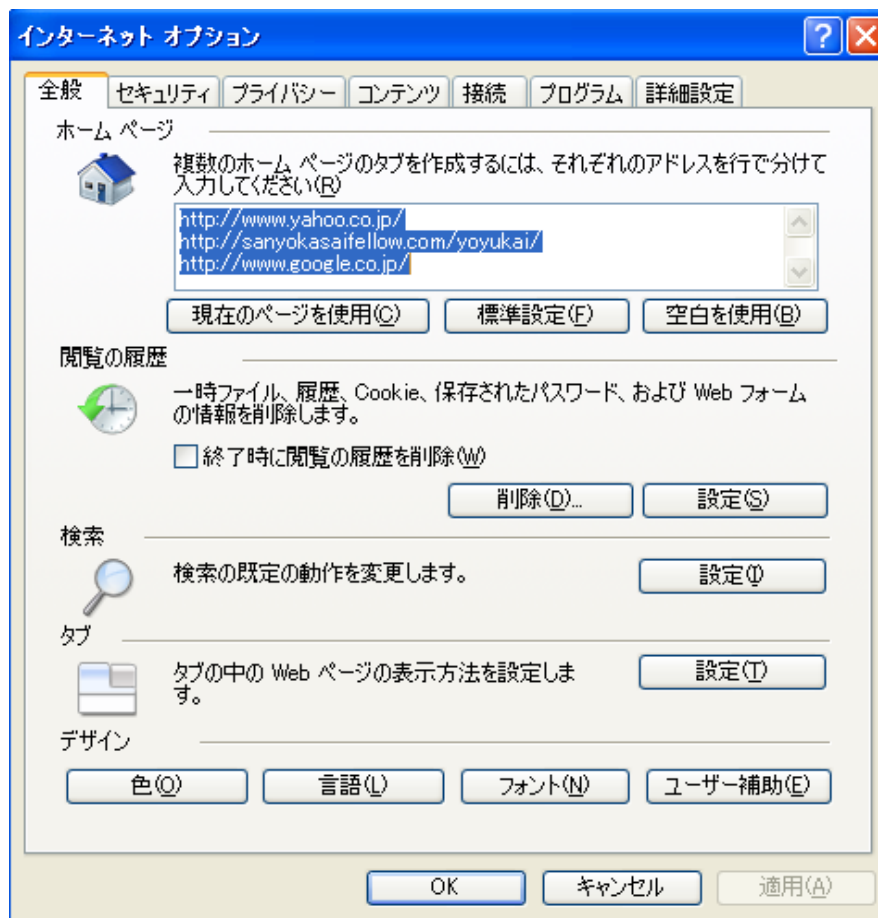 インターネット オプション
全般 セキュリティ プライバシー コンテンツ 接続 プログラム 詳細設定
ホーム ページ
複数のホーム ページのタブを作成するには、それぞれのアドレスを行で分けて
入力してください(R)
http://www.yahoo.co.jp/
http://sanyokasaifellow.com/yoyukai/
http://www.google.co.jp/
現在のページを使用(C) 標準設定(F) 空白を使用(B)
閲覧の履歴
一時ファイル、履歴、Cookie、保存されたパスワード、および Web フォーム
の情報を削除します。
終了時に閲覧の履歴を削除(W)
削除(D)... 設定(S)
検索
検索の既定の動作を変更します。
設定(I)
タブ
タブの中の Web ページの表示方法を設定しま
す。
設定(T)
デザイン
色(O) 言語(L) フォント(N) ユーザー補助(E)
OK キャンセル 適用(A)